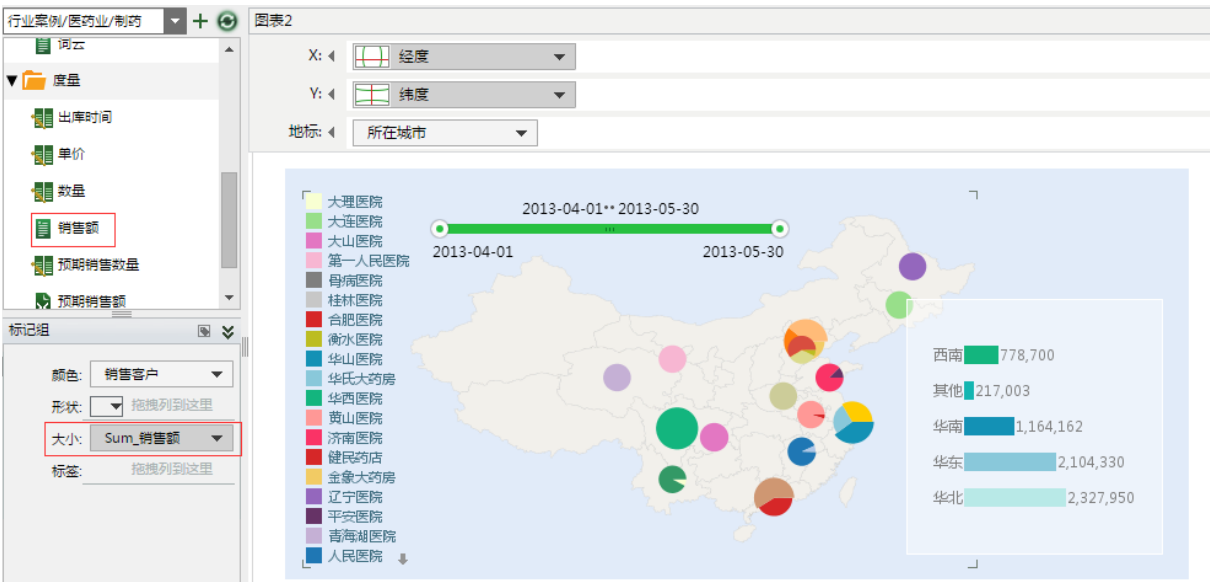 行业案例/医药业/制药
图表2
词云
度量
出库时间
单价
数量
销售额
预期销售数量
预期销售额
标记组
颜色: 销售客户
形状: 拖拽列到这里
大小: Sum_销售额
标签: 拖拽列到这里
X: 经度
Y: 纬度
地标: 所在城市
大理医院
大连医院
大山医院
第一人民医院
骨病医院
桂林医院
合肥医院
衡水医院
华山医院
华氏大药房
华西医院
黄山医院
济南医院
健民药店
金象大药房
辽宁医院
平安医院
青海湖医院
人民医院
2013-04-01••2013-05-30
2013-04-01
2013-05-30
西南 778,700
其他 217,003
华南 1,164,162
华东 2,104,330
华北 2,327,950